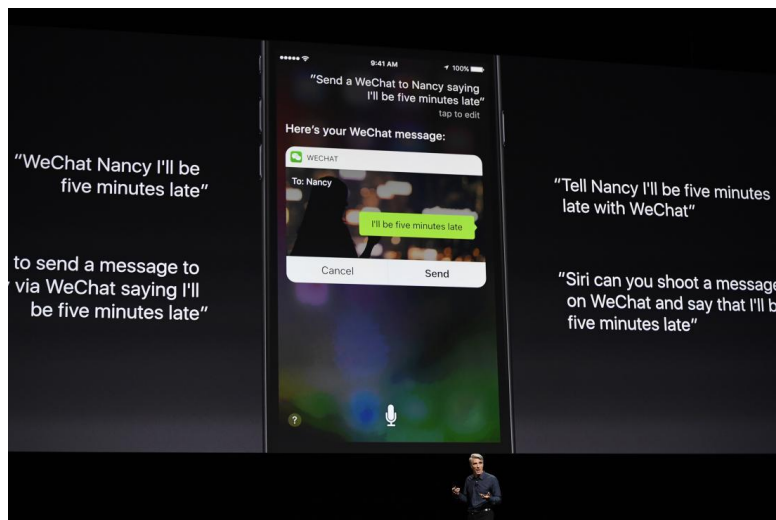 9:41 AM
100%
"Send a WeChat to Nancy saying
I'll be five minutes late"
tap to edit
Here's your WeChat message:
WECHAT
To: Nancy
I'll be five minutes late
Cancel
Send
?
"WeChat Nancy I'll be
five minutes late"
to send a message to
via WeChat saying I'll
be five minutes late"
"Tell Nancy I'll be five minutes
late with WeChat"
"Siri can you shoot a message
on WeChat and say that I'll
five minutes late"